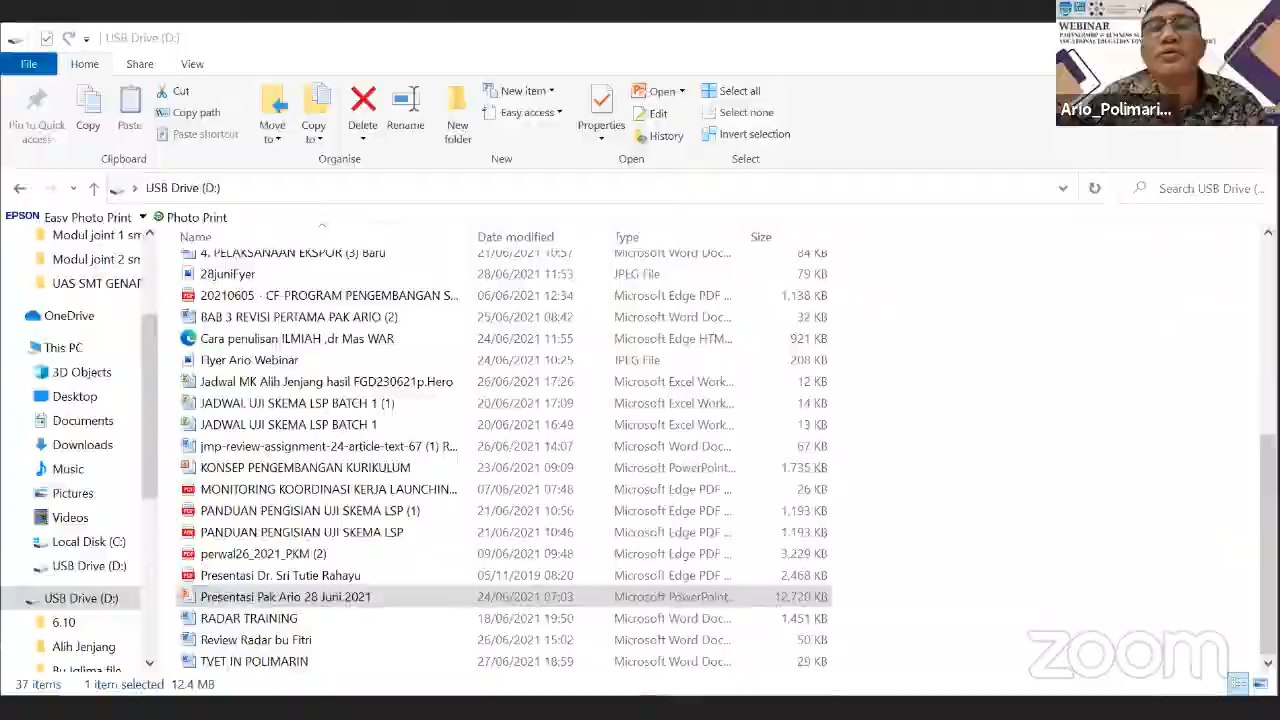 USB Drive (D:)
File Home Share View
Pin to Quick access
Copy
Paste
Cut
Copy path
Paste shortcut
Clipboard
Move to
Copy to
Delete
Rename
Organise
New folder
New item
Easy access
New
Properties
Open
Edit
History
Open
Select all
Select none
Invert selection
Select
WEBINAR
Ario_Polimari...
USB Drive (D:)
Search USB Drive (...
EPSON Easy Photo Print Photo Print
Modul joint 1 sm
Modul joint 2 sm
UAS SMT GENAP
OneDrive
This PC
3D Objects
Desktop
Documents
Downloads
Music
Pictures
Videos
Local Disk (C:)
USB Drive (D:)
USB Drive (D:)
6.10
Alih Jenjang
Bu Iglima file
Name Date modified Type Size
4. PELAKSANAAN EKSPOR (3) Baru 21/06/2021 10:57 Microsoft Word Doc... 84 KB
28juniFyer 28/06/2021 11:53 JPEG File 79 KB
20210605 - CF-PROGRAM PENGEMBANGAN S... 06/06/2021 12:34 Microsoft Edge PDF ... 1,138 KB
BAB 3 REVISI PERTAMA PAK ARIO (2) 25/06/2021 08:42 Microsoft Word Doc... 32 KB
Cara penulisan ILMIAH ,dr Mas WAR 24/06/2021 11:55 Microsoft Edge HTM... 921 KB
Flyer Ario Webinar 24/06/2021 10:25 JPEG File 208 KB
Jadwal MK Alih Jenjang hasil FGD230621p.Hero 26/06/2021 17:26 Microsoft Excel Work... 12 KB
JADWAL UJI SKEMA LSP BATCH 1 (1) 20/06/2021 17:09 Microsoft Excel Work... 14 KB
JADWAL UJI SKEMA LSP BATCH 1 20/06/2021 16:49 Microsoft Excel Work... 13 KB
jmp-review-assignment-24-article-text-67 (1) R... 26/06/2021 14:07 Microsoft Word Doc... 67 KB
KONSEP PENGEMBANGAN KURIKULUM 23/06/2021 09:09 Microsoft PowerPoint... 1,735 KB
MONITORING KOORDINASI KERJA LAUNCHIN... 07/06/2021 07:48 Microsoft Edge PDF ... 26 KB
PANDUAN PENGISIAN UJI SKEMA LSP (1) 21/06/2021 10:56 Microsoft Edge PDF ... 1,193 KB
PANDUAN PENGISIAN UJI SKEMA LSP 21/06/2021 10:46 Microsoft Edge PDF ... 1,193 KB
perwal26_2021_PKM (2) 09/06/2021 09:48 Microsoft Edge PDF ... 3,229 KB
Presentasi Dr. Sri Tutie Rahayu 05/11/2019 08:20 Microsoft Edge PDF ... 2,468 KB
Presentasi Pak Ario 28 Juni.2021 24/06/2021 07:03 Microsoft PowerPoint... 12,720 KB
RADAR TRAINING 18/06/2021 19:50 Microsoft Word Doc... 1,451 KB
Review Radar bu Fitri 26/06/2021 15:02 Microsoft Word Doc... 50 KB
TVET IN POLIMARIN 27/06/2021 18:59 Microsoft Word Doc... 29 KB
zoom
37 items 1 item selected 12.4 MB